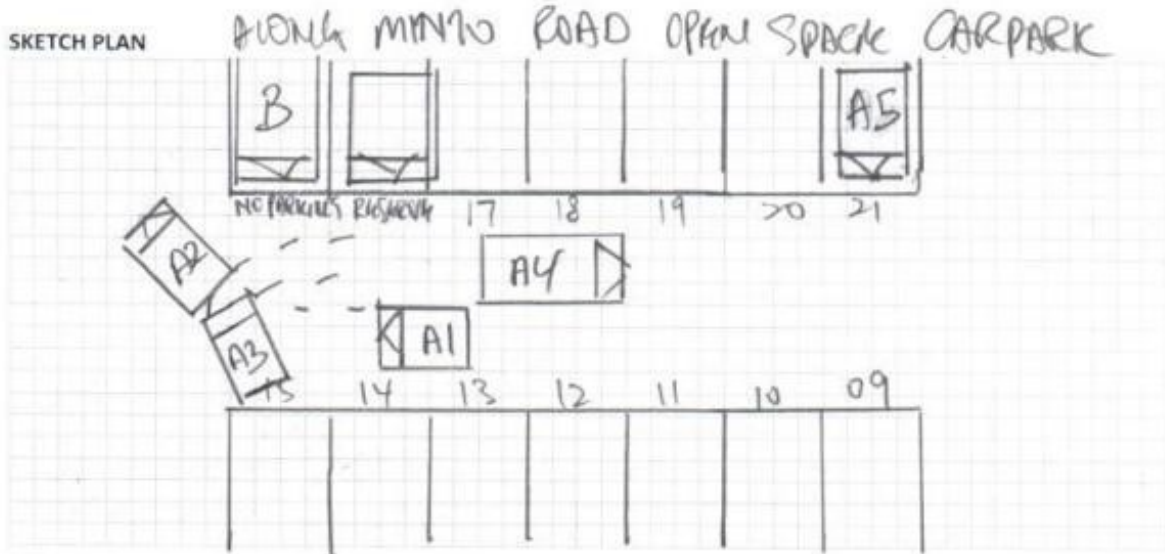 SKETCH PLAN
ALONG MINTO ROAD OPEN SPACE CARPARK
B
A5
NO PARKING RESERVE 17 18 19 20 21
A2
A4
A3
A1
15 14 13 12 11 10 09